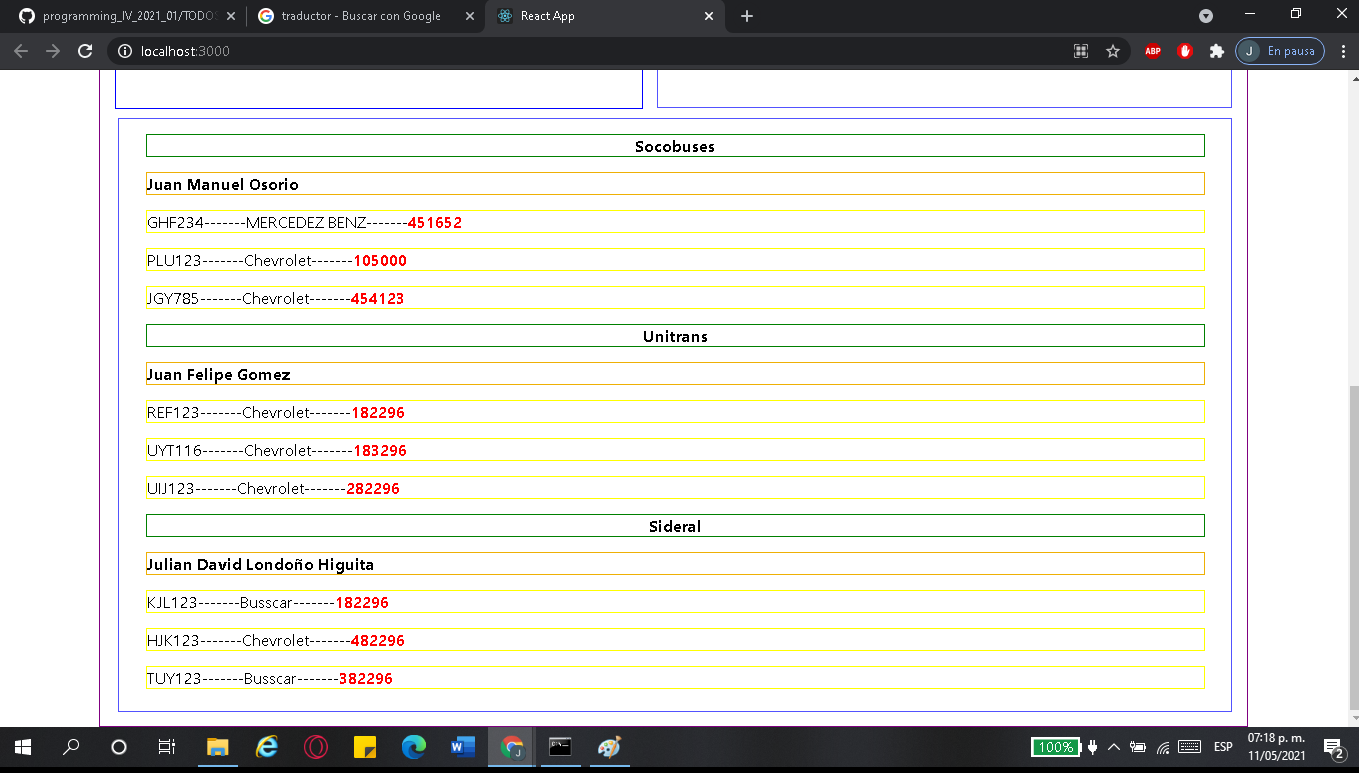 programming_IV_2021_01/TODOS
traductor - Buscar con Google
React App
localhost:3000
ABP
J
En pausa
Socobuses
Juan Manuel Osorio
GHF234-------MERCEDEZ BENZ-------451652
PLU123-------Chevrolet-------105000
JGY785-------Chevrolet-------454123
Unitrans
Juan Felipe Gomez
REF123-------Chevrolet-------182296
UYT116-------Chevrolet-------183296
UIJ123-------Chevrolet-------282296
Sideral
Julian David Londoño Higuita
KJL123-------Busscar-------182296
HJK123-------Chevrolet-------482296
TUY123-------Busscar-------382296
100%
ESP
07:18 p. m.
11/05/2021
2